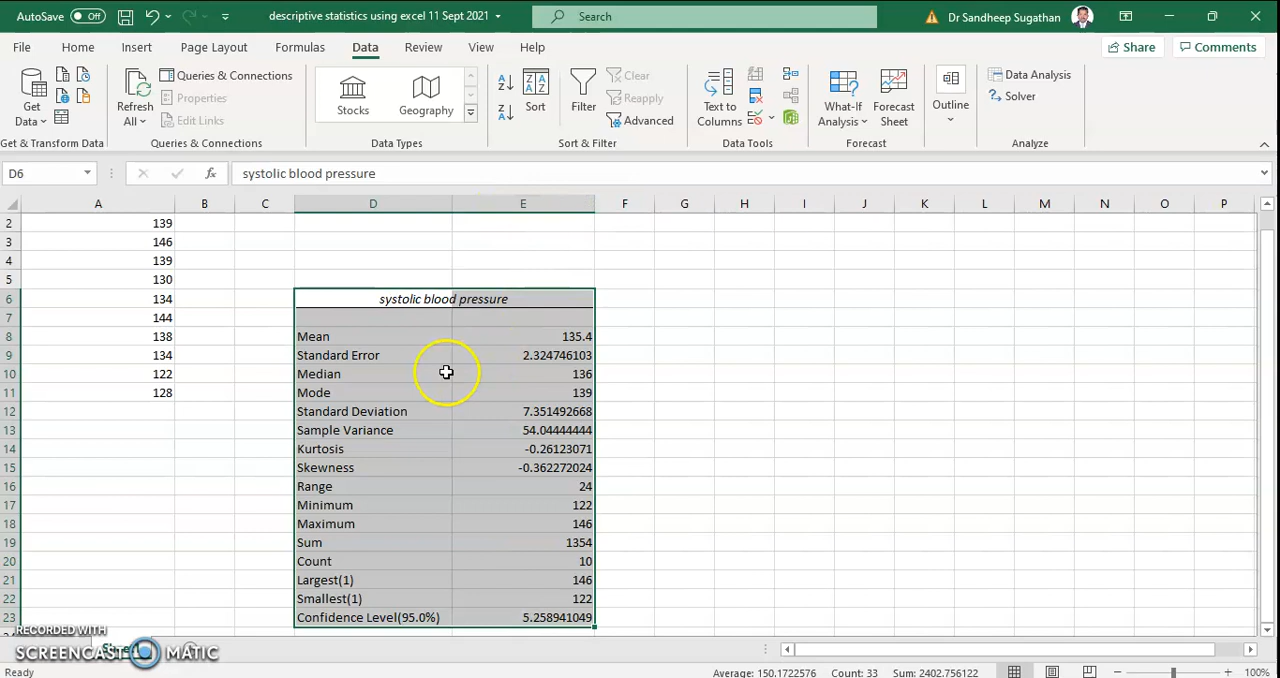 AutoSave Off descriptive statistics using excel 11 Sept 2021 Search Dr Sandheep Sugathan
File Home Insert Page Layout Formulas Data Review View Help Share Comments
Get Data
Refresh All
Queries & Connections
Properties
Edit Links
Stocks
Geography
Sort
Filter
Clear
Reapply
Advanced
Text to Columns
What-If Analysis
Forecast Sheet
Outline
Data Analysis
Solver
Get & Transform Data Queries & Connections Data Types Sort & Filter Data Tools Forecast Analyze
D6 fx systolic blood pressure
A B C D E F G H I J K L M N O P
2 139
3 146
4 139
5 130
6 134 systolic blood pressure
7 144
8 138 Mean 135.4
9 134 Standard Error 2.324746103
10 122 Median 136
11 128 Mode 139
12 Standard Deviation 7.351492668
13 Sample Variance 54.04444444
14 Kurtosis -0.26123071
15 Skewness -0.362272024
16 Range 24
17 Minimum 122
18 Maximum 146
19 Sum 1354
20 Count 10
21 Largest(1) 146
22 Smallest(1) 122
23 Confidence Level(95.0%) 5.258941049
RECORDED WITH
SCREENCAST MATIC
Ready Average: 150.1722576 Count: 33 Sum: 2402.756122 100%